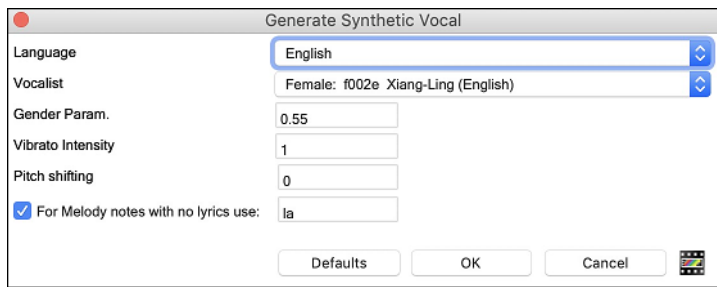 Generate Synthetic Vocal
Language English
Vocalist Female: f002e Xiang-Ling (English)
Gender Param. 0.55
Vibrato Intensity 1
Pitch shifting 0
For Melody notes with no lyrics use: la
Defaults OK Cancel